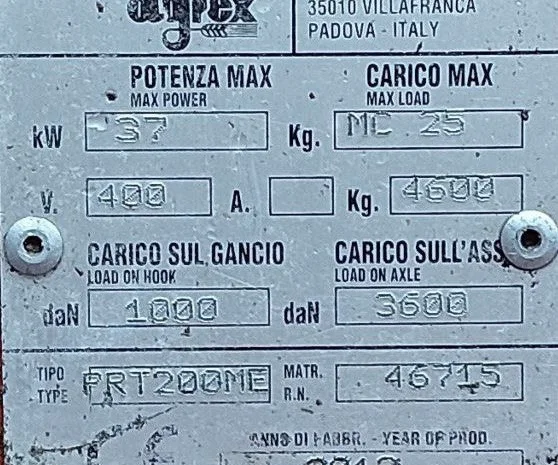 agrex
35010 VILLAFRANCA
PADOVA - ITALY
POTENZA MAX
MAX POWER
CARICO MAX
MAX LOAD
kW 37 Kg. MC 25
V. 400 A. Kg. 4600
CARICO SUL GANCIO
LOAD ON HOOK
CARICO SULL'ASS
LOAD ON AXLE
daN 1000 daN 3600
TIPO
TYPE
PRT200ME
MATR.
R.N.
46715
ANNO DI FABBR. - YEAR OF PROD.